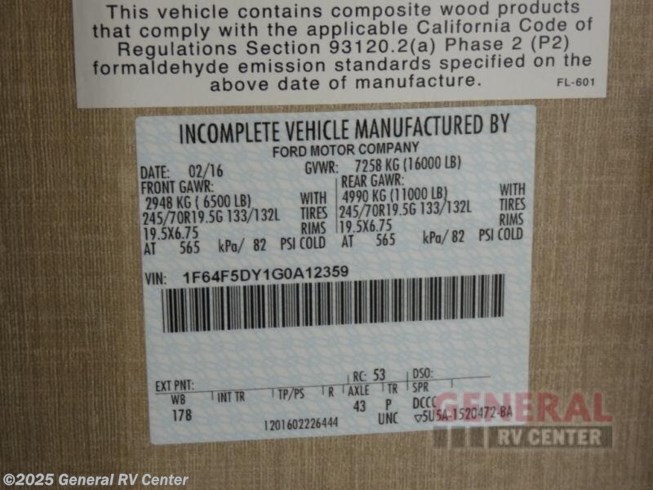 This vehicle contains composite wood products
that comply with the applicable California Code of
Regulations Section 93120.2(a) Phase 2 (P2)
formaldehyde emission standards specified on the
above date of manufacture.
FL-601
INCOMPLETE VEHICLE MANUFACTURED BY
FORD MOTOR COMPANY
DATE: 02/16 GVWR: 7258 KG (16000 LB)
FRONT GAWR: REAR GAWR:
2948 KG ( 6500 LB) WITH 4990 KG (11000 LB) WITH
245/70R19.5G 133/132L TIRES 245/70R19.5G 133/132L TIRES
19.5X6.75 RIMS 19.5X6.75 RIMS
AT 565 kPa/ 82 PSI COLD AT 565 kPa/ 82 PSI COLD
VIN: 1F64F5DY1G0A12359
EXT PNT: RC: 53 DSO:
WB INT TR TP/PS R AXLE TR SPR
178 43 P DCCC
1201602226444 UNC ▽5U5A-1520472-BA
GENERAL
RV CENTER
©2025 General RV Center